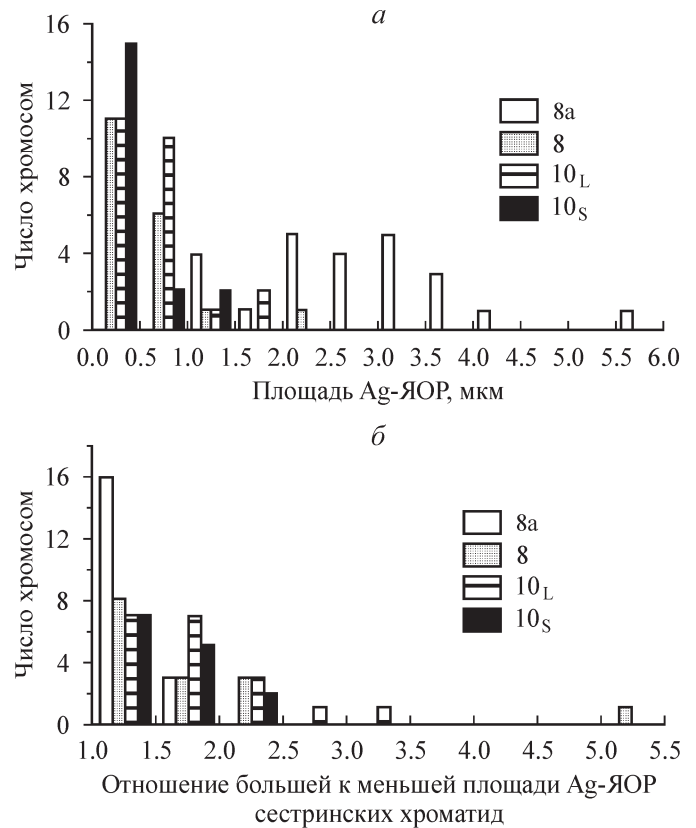 а
16
12
8
4
0
Число хромосом
8а
8
10L
10S
0.0 0.5 1.0 1.5 2.0 2.5 3.0 3.5 4.0 4.5 5.0 5.5 6.0
Площадь Ag-ЯОР, мкм
б
16
12
8
4
0
Число хромосом
8а
8
10L
10S
1.0 1.5 2.0 2.5 3.0 3.5 4.0 4.5 5.0 5.5
Отношение большей к меньшей площади Ag-ЯОР
сестринских хроматид